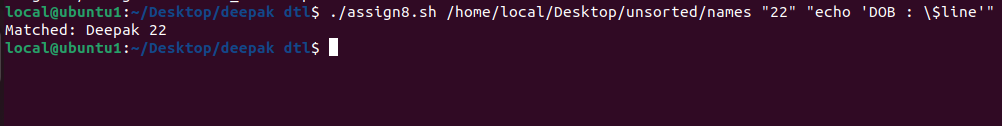 local@ubuntu1:~/Desktop/deepak dtl$ ./assign8.sh /home/local/Desktop/unsorted/names "22" "echo 'DOB : \$line'"
Matched: Deepak 22
local@ubuntu1:~/Desktop/deepak dtl$